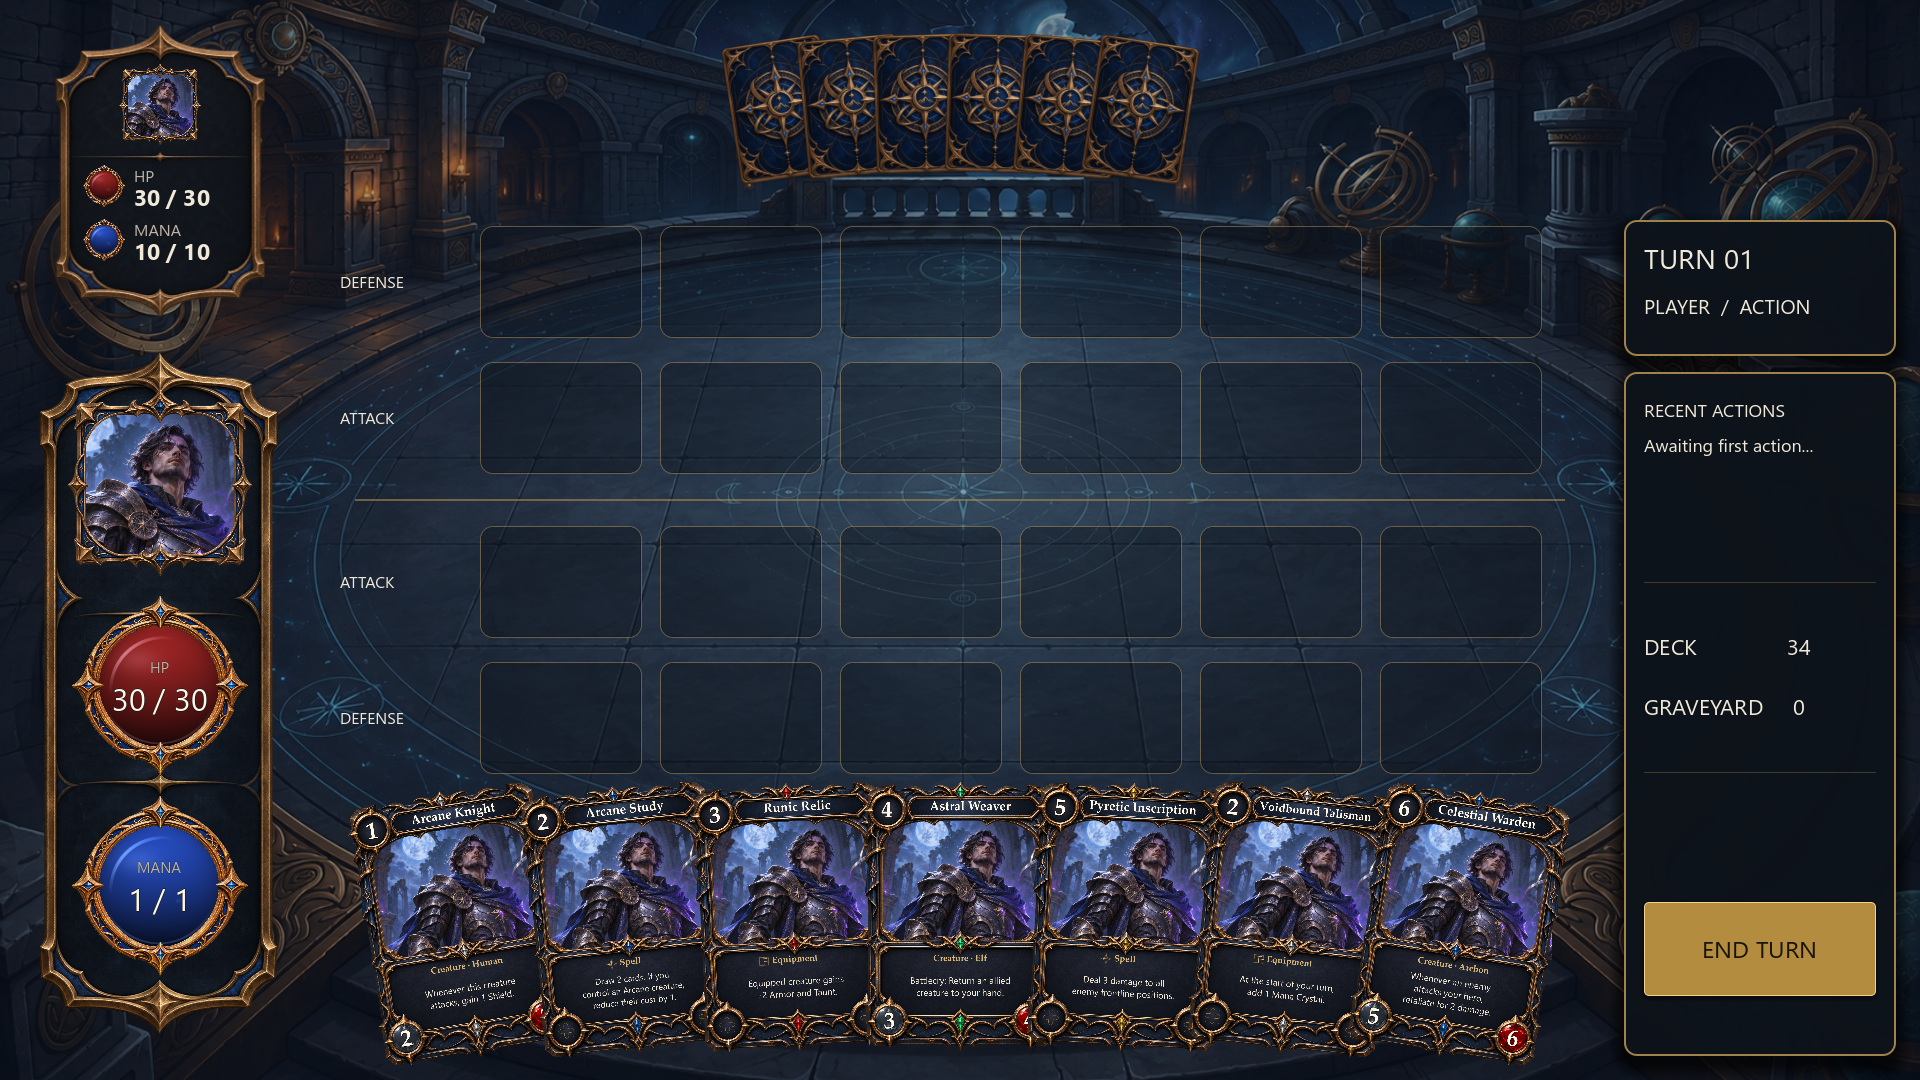 HP
30 / 30
MANA
10 / 10
DEFENSE
ATTACK
ATTACK
DEFENSE
HP
30 / 30
MANA
1 / 1
TURN 01
PLAYER / ACTION
RECENT ACTIONS
Awaiting first action...
DECK 34
GRAVEYARD 0
END TURN
1
Arcane Knight
Creature · Human
Whenever this creature
attacks, gain 1 Shield.
2
2
Arcane Study
Spell
Draw 2 cards. If you
control an Arcane creature,
reduce their cost by 1.
3
Runic Relic
Equipment
Equipped creature gains
+2 Armor and Taunt.
4
Astral Weaver
Creature · Elf
Battlecry: Return an allied
creature to your hand.
3
5
Pyretic Inscription
Spell
Deal 3 damage to all
enemy frontline positions.
2
Voidbound Talisman
Equipment
At the start of your turn,
add 1 Mana Crystal.
6
Celestial Warden
Creature · Archon
Whenever an enemy
attacks your hero,
retaliate for 2 damage.
5
6